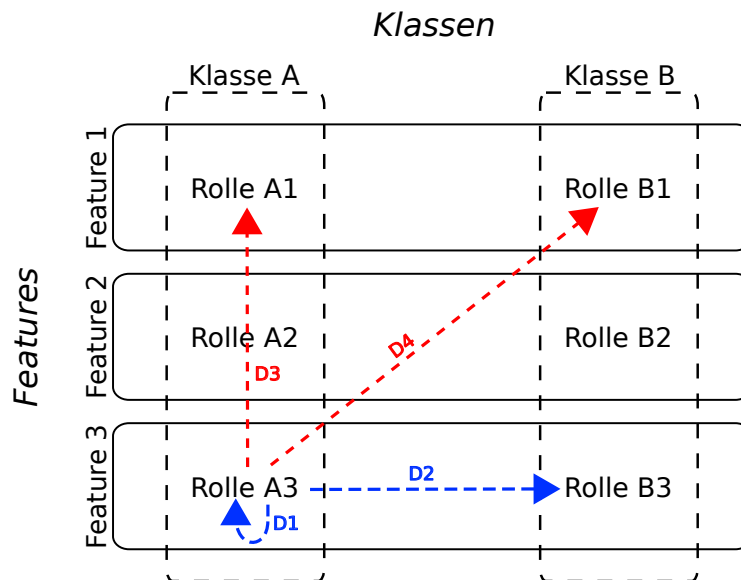 Klassen
Klasse A
Klasse B
Features
Feature 1
Rolle A1
Rolle B1
Feature 2
Rolle A2
Rolle B2
D4
D3
Feature 3
Rolle A3
D2
Rolle B3
D1